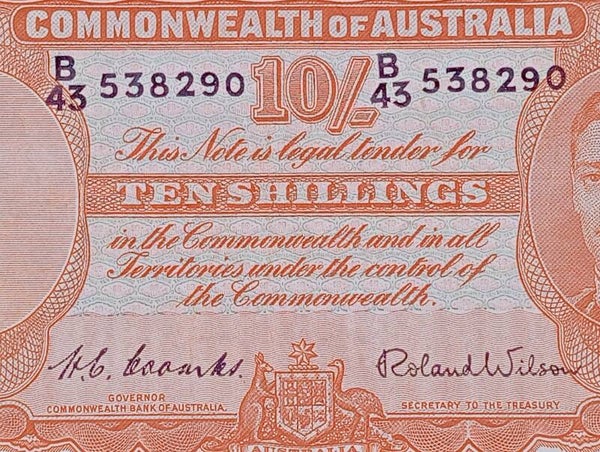 COMMONWEALTH OF AUSTRALIA
B/43 538290 10/- B/43 538290
This Note is legal tender for
TEN SHILLINGS
in the Commonwealth and in all
Territories under the control of
the Commonwealth.
H.C. Coombs. Roland Wilson
GOVERNOR
COMMONWEALTH BANK OF AUSTRALIA. SECRETARY TO THE TREASURY
AUSTRALIA